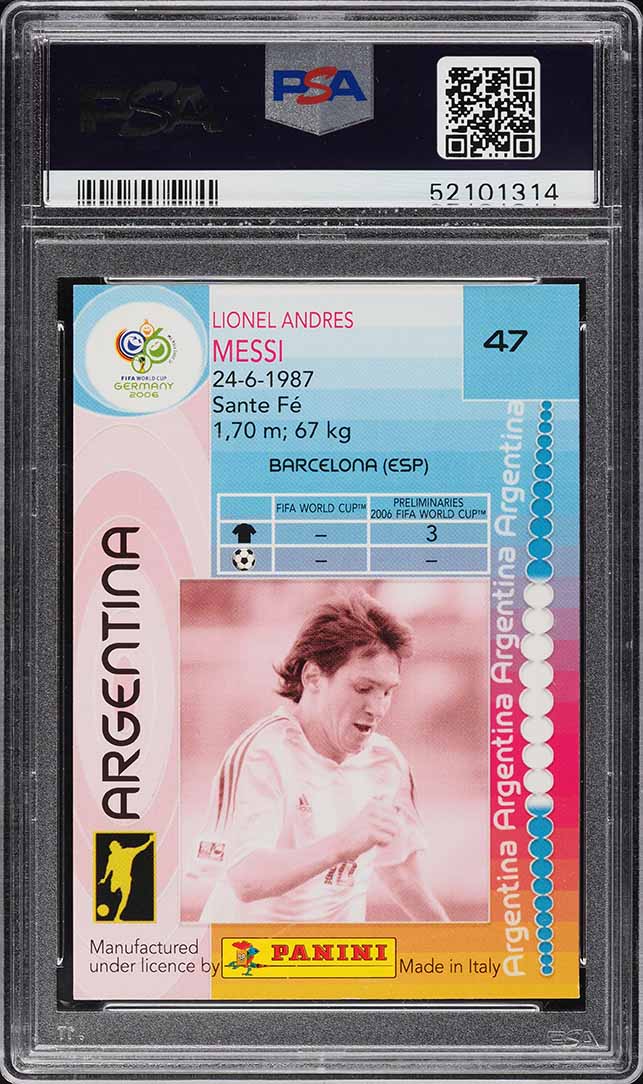 PSA
PSA
52101314
FIFA WORLD CUP
GERMANY
2006
LIONEL ANDRES
MESSI
24-6-1987
Sante Fé
1,70 m; 67 kg
BARCELONA (ESP)
47
FIFA WORLD CUP™
PRELIMINARIES
2006 FIFA WORLD CUP™
– 3
– –
ARGENTINA
Argentina Argentina Argentina Argentina Argentina
Manufactured
under licence by
PANINI
Made in Italy
PSA